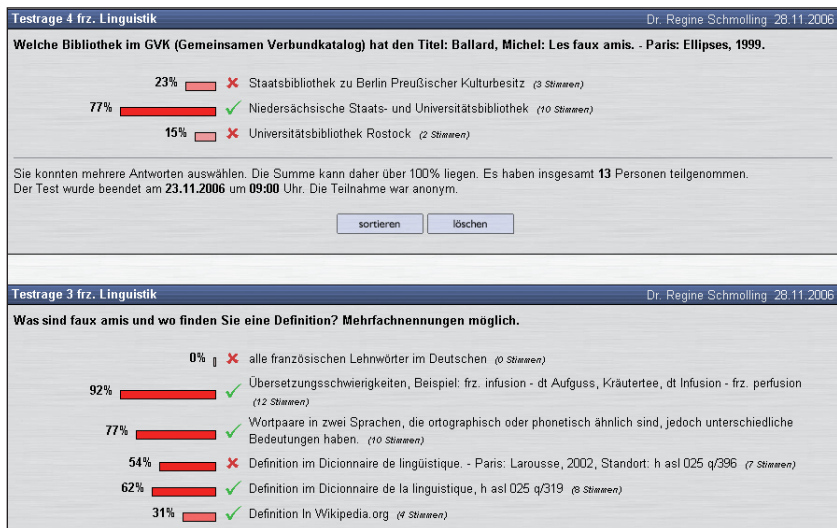 Testrage 4 frz. Linguistik Dr. Regine Schmolling 28.11.2006
Welche Bibliothek im GVK (Gemeinsamen Verbundkatalog) hat den Titel: Ballard, Michel: Les faux amis. - Paris: Ellipses, 1999.
23% Staatsbibliothek zu Berlin Preußischer Kulturbesitz (3 Stimmen)
77% Niedersächsische Staats- und Universitätsbibliothek (10 Stimmen)
15% Universitätsbibliothek Rostock (2 Stimmen)
Sie konnten mehrere Antworten auswählen. Die Summe kann daher über 100% liegen. Es haben insgesamt 13 Personen teilgenommen.
Der Test wurde beendet am 23.11.2006 um 09:00 Uhr. Die Teilnahme war anonym.
sortieren löschen
Testrage 3 frz. Linguistik Dr. Regine Schmolling 28.11.2006
Was sind faux amis und wo finden Sie eine Definition? Mehrfachnennungen möglich.
0% alle französischen Lehnwörter im Deutschen (0 Stimmen)
92% Übersetzungsschwierigkeiten, Beispiel: frz. infusion - dt Aufguss, Kräutertee, dt Infusion - frz. perfusion
(12 Stimmen)
77% Wortpaare in zwei Sprachen, die ortographisch oder phonetisch ähnlich sind, jedoch unterschiedliche
Bedeutungen haben. (10 Stimmen)
54% Definition im Dicionnaire de lingüistique. - Paris: Larousse, 2002, Standort: h asl 025 q/396 (7 Stimmen)
62% Definition im Dicionnaire de la linguistique, h asl 025 q/319 (8 Stimmen)
31% Definition In Wikipedia.org (4 Stimmen)